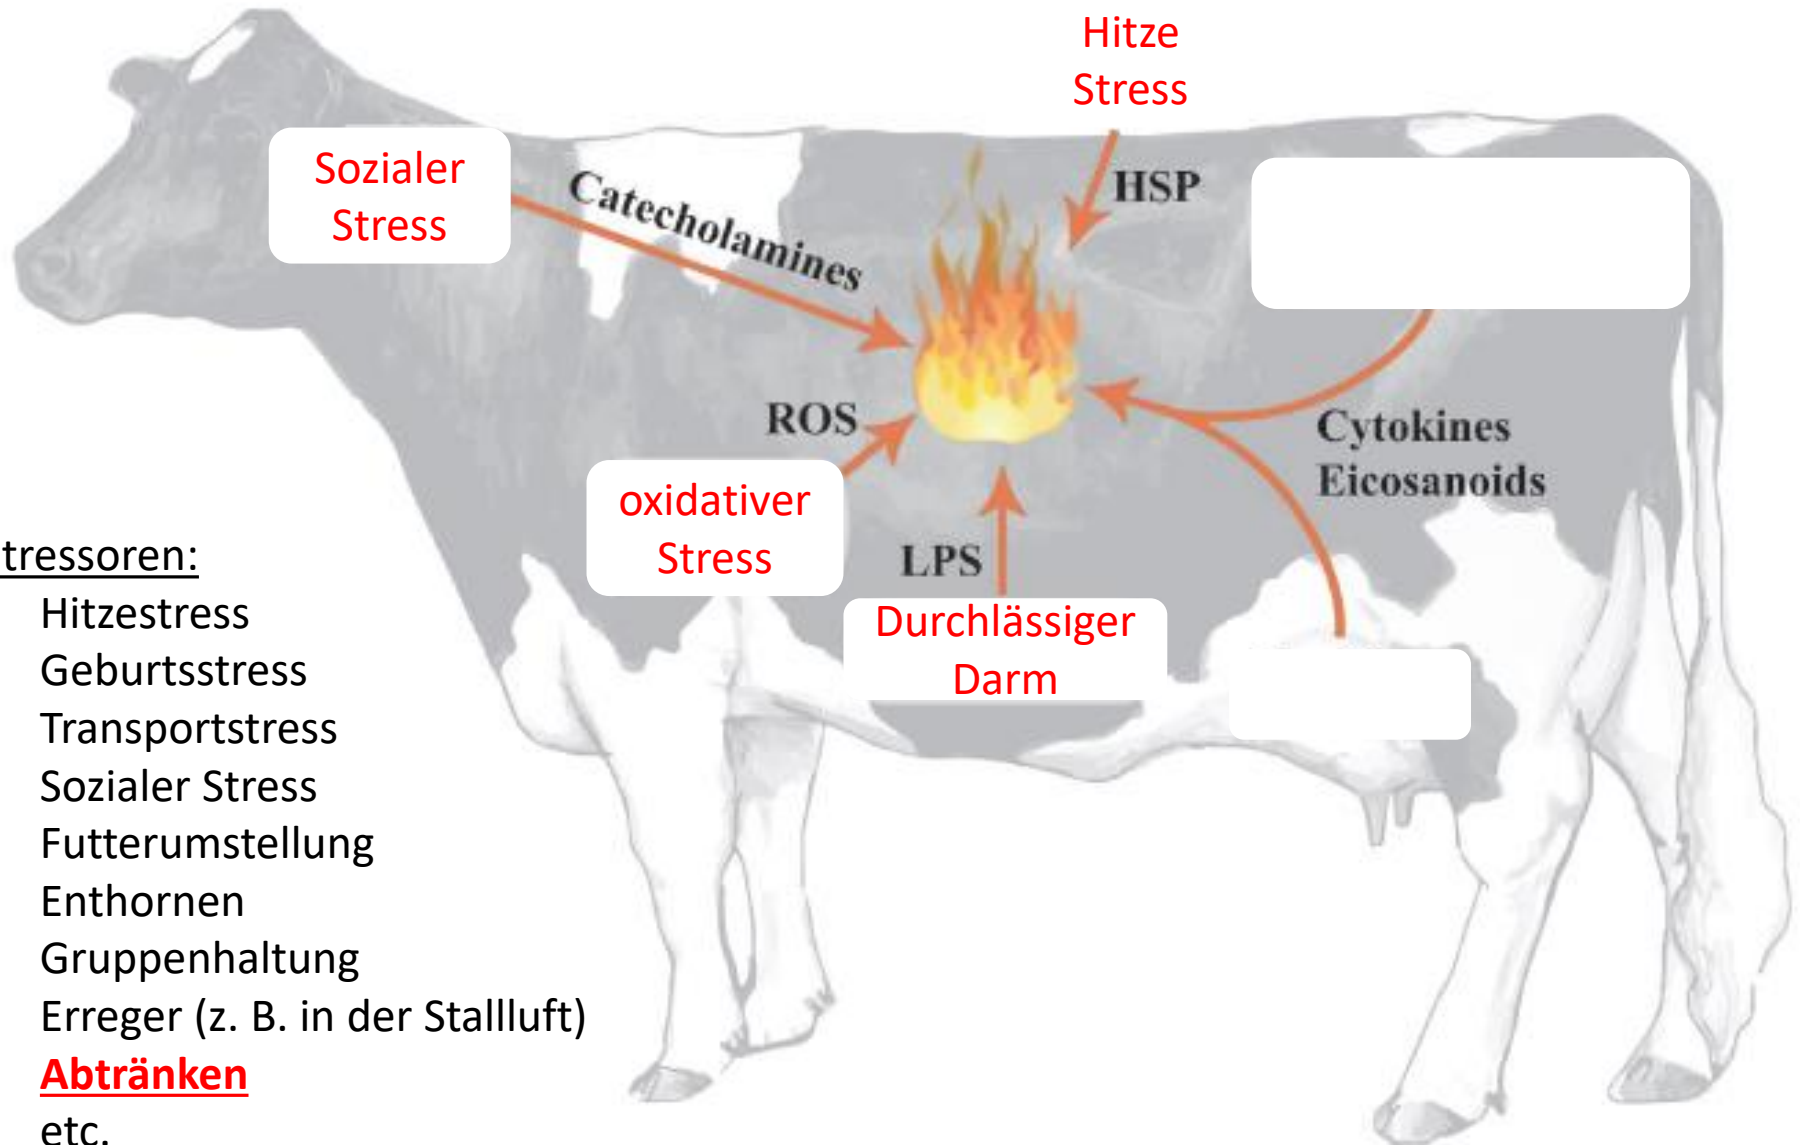 Hitze
Stress
Sozialer
Stress
Catecholamines
HSP
ROS
Cytokines
Eicosanoids
oxidativer
Stress
LPS
Durchlässiger
Darm
tressoren:
Hitzestress
Geburtsstress
Transportstress
Sozialer Stress
Futterumstellung
Enthornen
Gruppenhaltung
Erreger (z. B. in der Stallluft)
Abtränken
etc.